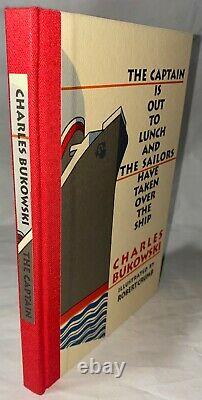 CHARLES BUKOWSKI
THE CAPTAIN
THE CAPTAIN
IS OUT
TO LUNCH
AND
THE SAILORS
HAVE
TAKEN
OVER
THE
SHIP
CHARLES
BUKOWSKI
ILLUSTRATED BY
ROBERT CRUMB